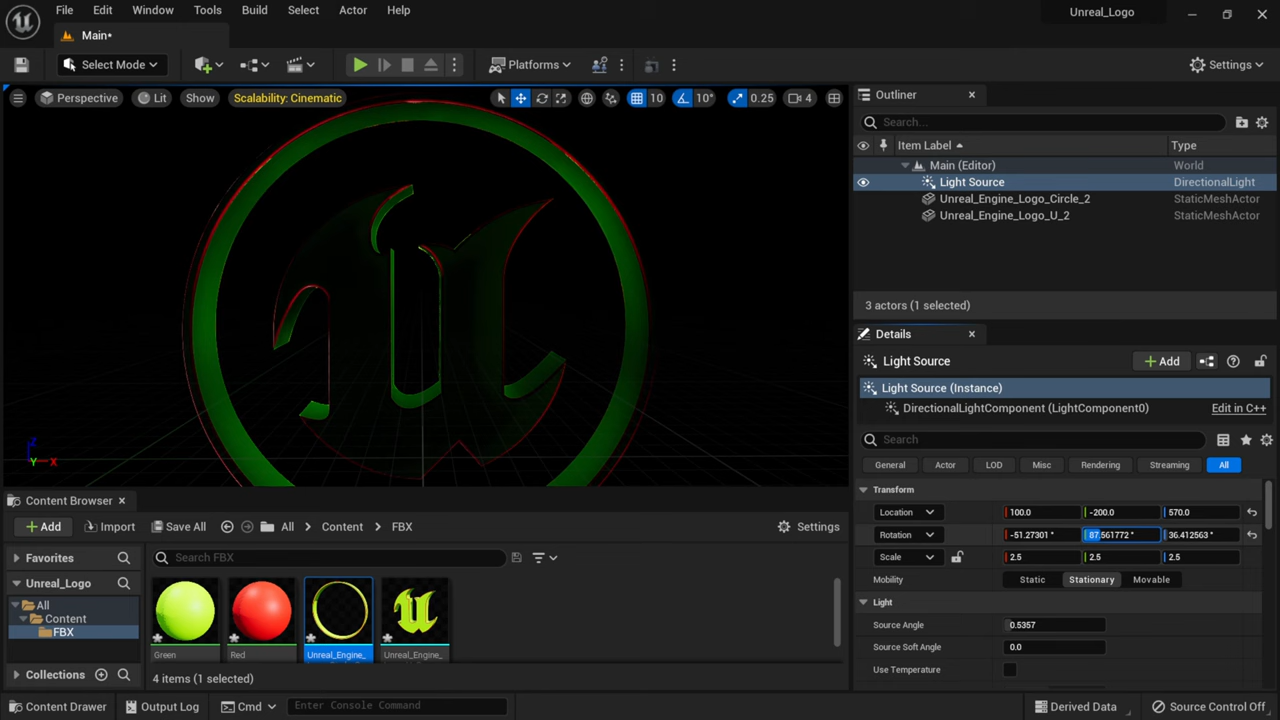 File Edit Window Tools Build Select Actor Help
Unreal_Logo
Main*
Select Mode
Platforms
Settings
Perspective Lit Show Scalability: Cinematic 10 10° 0.25 4
Outliner
Search...
Item Label Type
Main (Editor) World
Light Source DirectionalLight
Unreal_Engine_Logo_Circle_2 StaticMeshActor
Unreal_Engine_Logo_U_2 StaticMeshActor
3 actors (1 selected)
Details
Light Source + Add
Light Source (Instance)
DirectionalLightComponent (LightComponent0) Edit in C++
Search
General Actor LOD Misc Rendering Streaming All
Transform
Location 100.0 -200.0 570.0
Rotation -51.27301 ° 87.561772 ° 36.412563 °
Scale 2.5 2.5 2.5
Mobility Static Stationary Movable
Light
Source Angle 0.5357
Source Soft Angle 0.0
Use Temperature
Z
Y X
Content Browser
+ Add Import Save All All > Content > FBX Settings
Favorites
Search FBX
Unreal_Logo
All
Content
FBX
Green Red Unreal_Engine_ Unreal_Engine_
Collections
4 items (1 selected)
Content Drawer Output Log Cmd Enter Console Command Derived Data Source Control Off